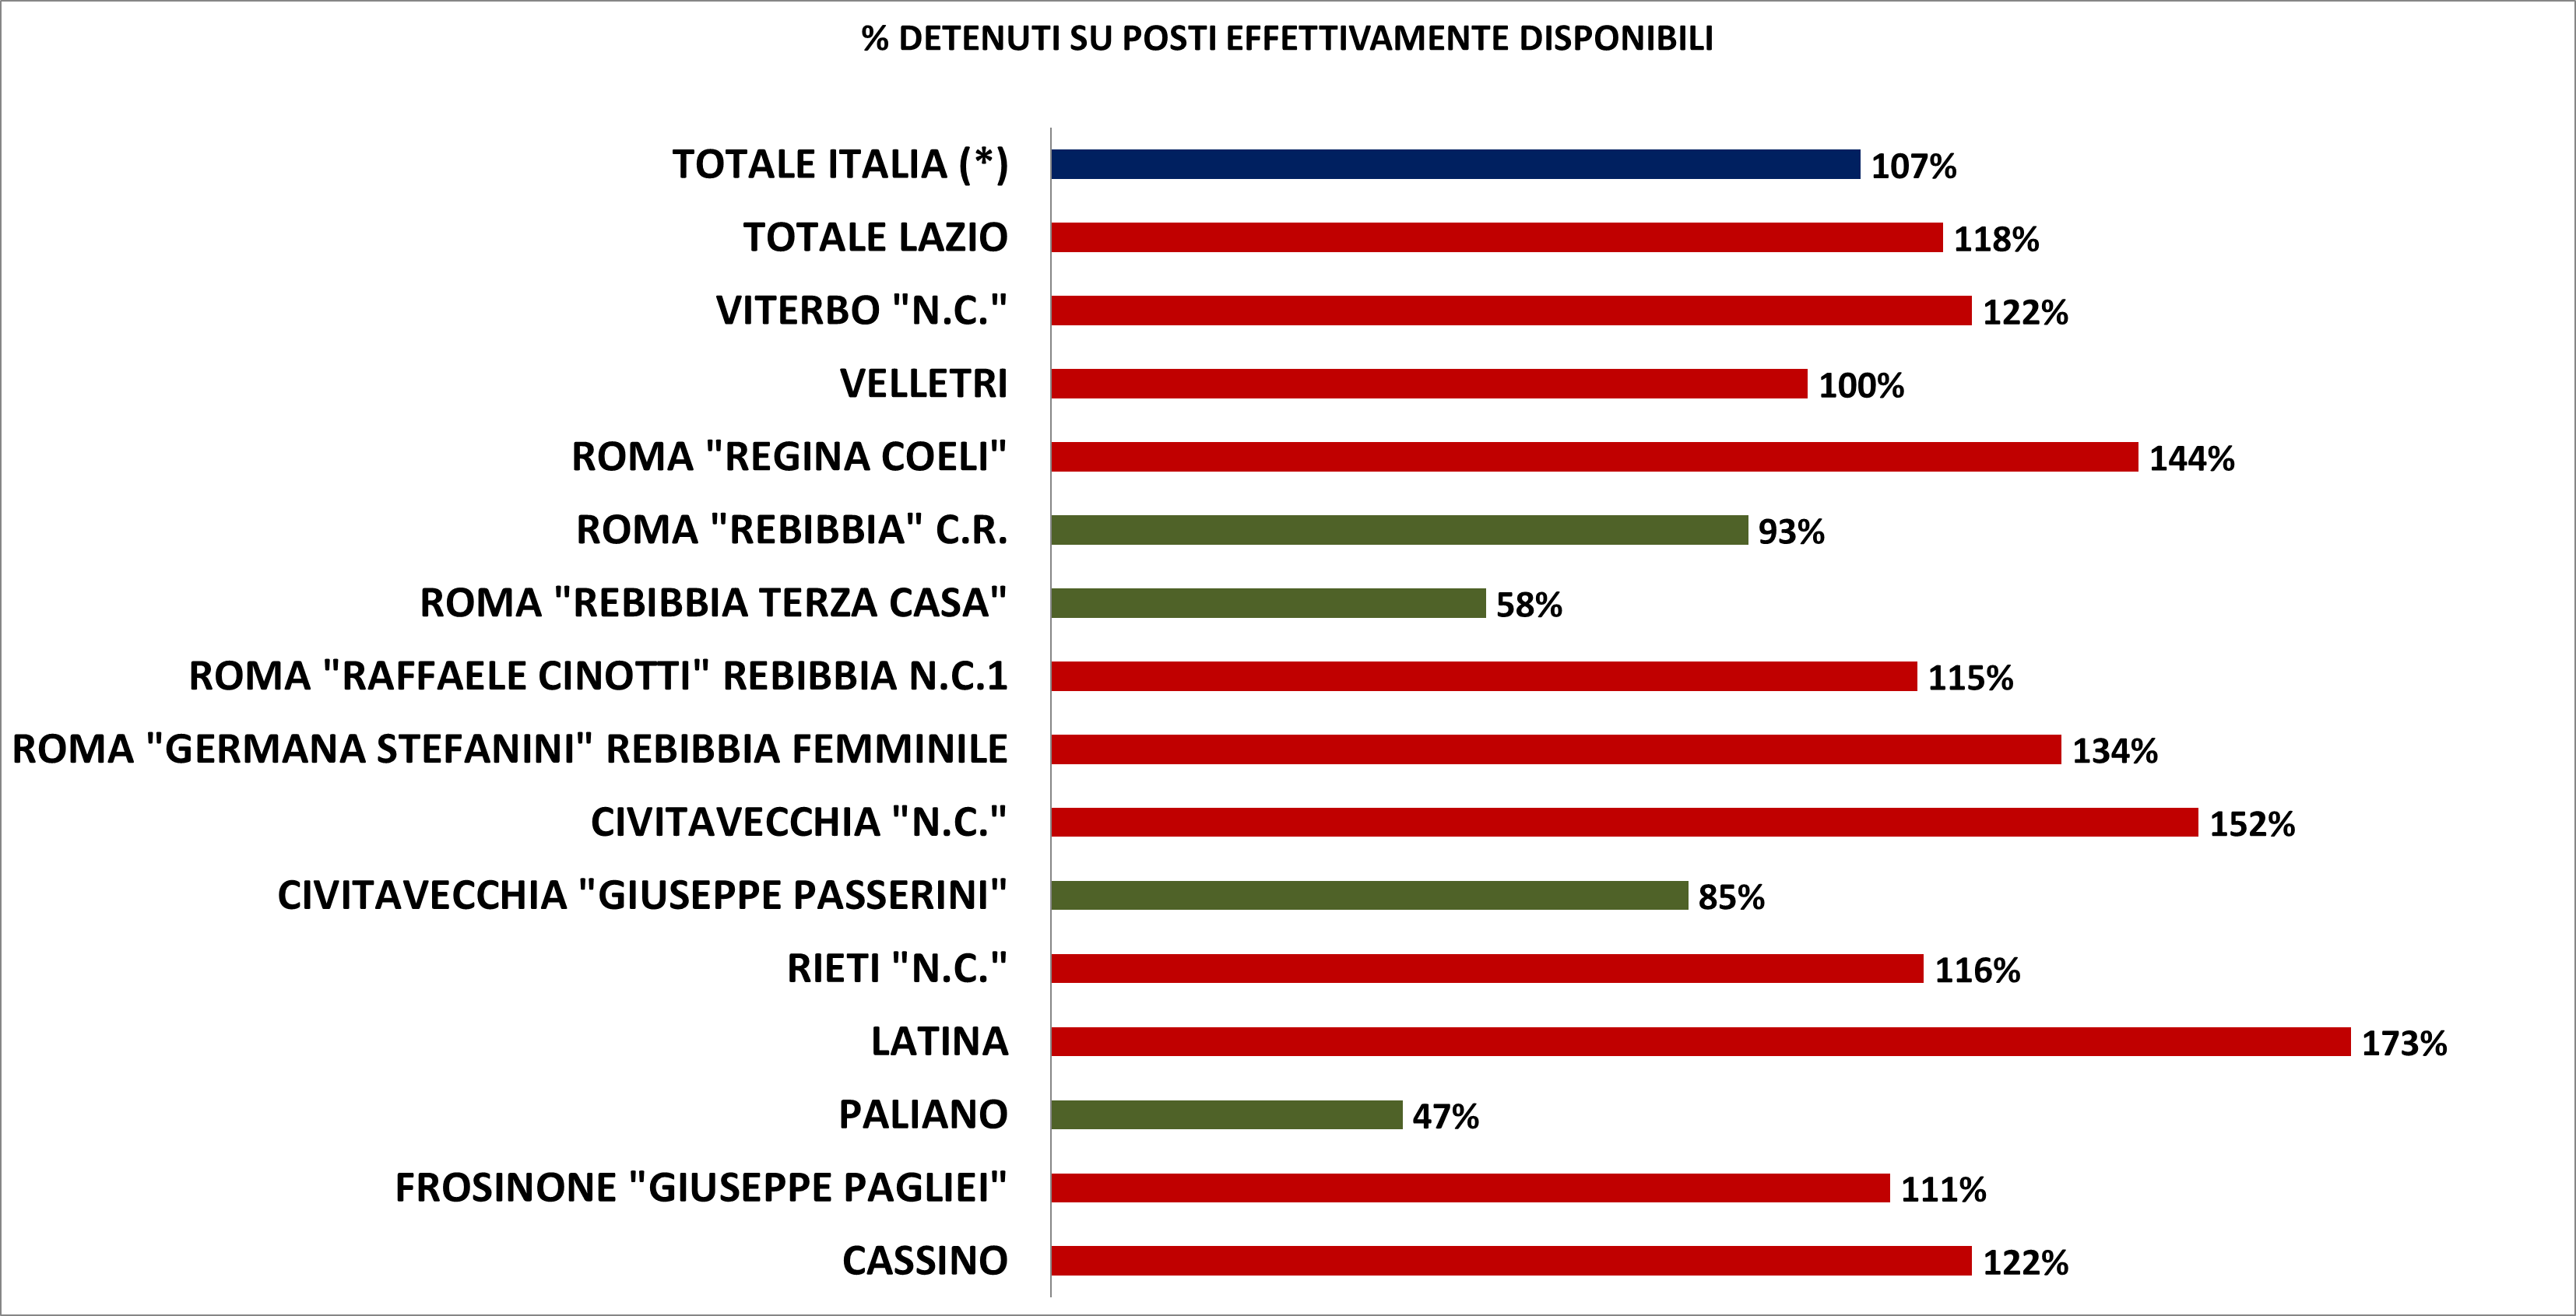 % DETENUTI SU POSTI EFFETTIVAMENTE DISPONIBILI
TOTALE ITALIA (*) 107%
TOTALE LAZIO 118%
VITERBO "N.C." 122%
VELLETRI 100%
ROMA "REGINA COELI" 144%
ROMA "REBIBBIA" C.R. 93%
ROMA "REBIBBIA TERZA CASA" 58%
ROMA "RAFFAELE CINOTTI" REBIBBIA N.C.1 115%
ROMA "GERMANA STEFANINI" REBIBBIA FEMMINILE 134%
CIVITAVECCHIA "N.C." 152%
CIVITAVECCHIA "GIUSEPPE PASSERINI" 85%
RIETI "N.C." 116%
LATINA 173%
PALIANO 47%
FROSINONE "GIUSEPPE PAGLIEI" 111%
CASSINO 122%